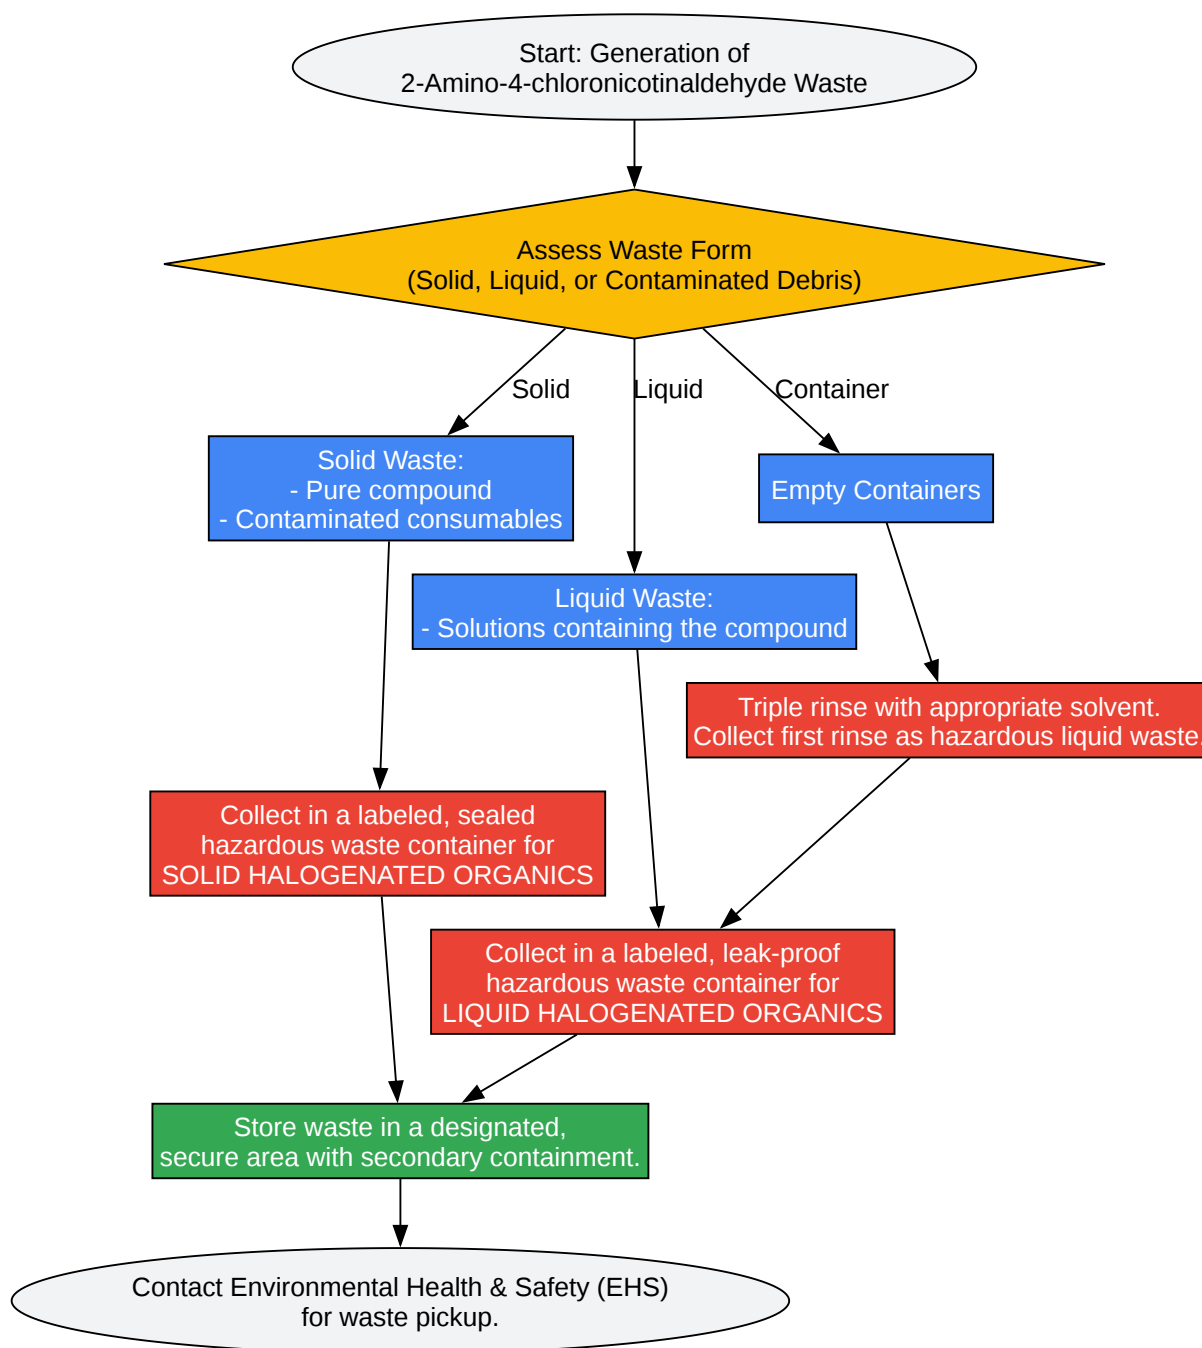 Start: Generation of
2-Amino-4-chloronicotinaldehyde Waste
Assess Waste Form
(Solid, Liquid, or Contaminated Debris)
Solid
Liquid
Container
Solid Waste:
- Pure compound
- Contaminated consumables
Empty Containers
Liquid Waste:
- Solutions containing the compound
Triple rinse with appropriate solvent.
Collect first rinse as hazardous liquid waste.
Collect in a labeled, sealed
hazardous waste container for
SOLID HALOGENATED ORGANICS
Collect in a labeled, leak-proof
hazardous waste container for
LIQUID HALOGENATED ORGANICS
Store waste in a designated,
secure area with secondary containment.
Contact Environmental Health & Safety (EHS)
for waste pickup.